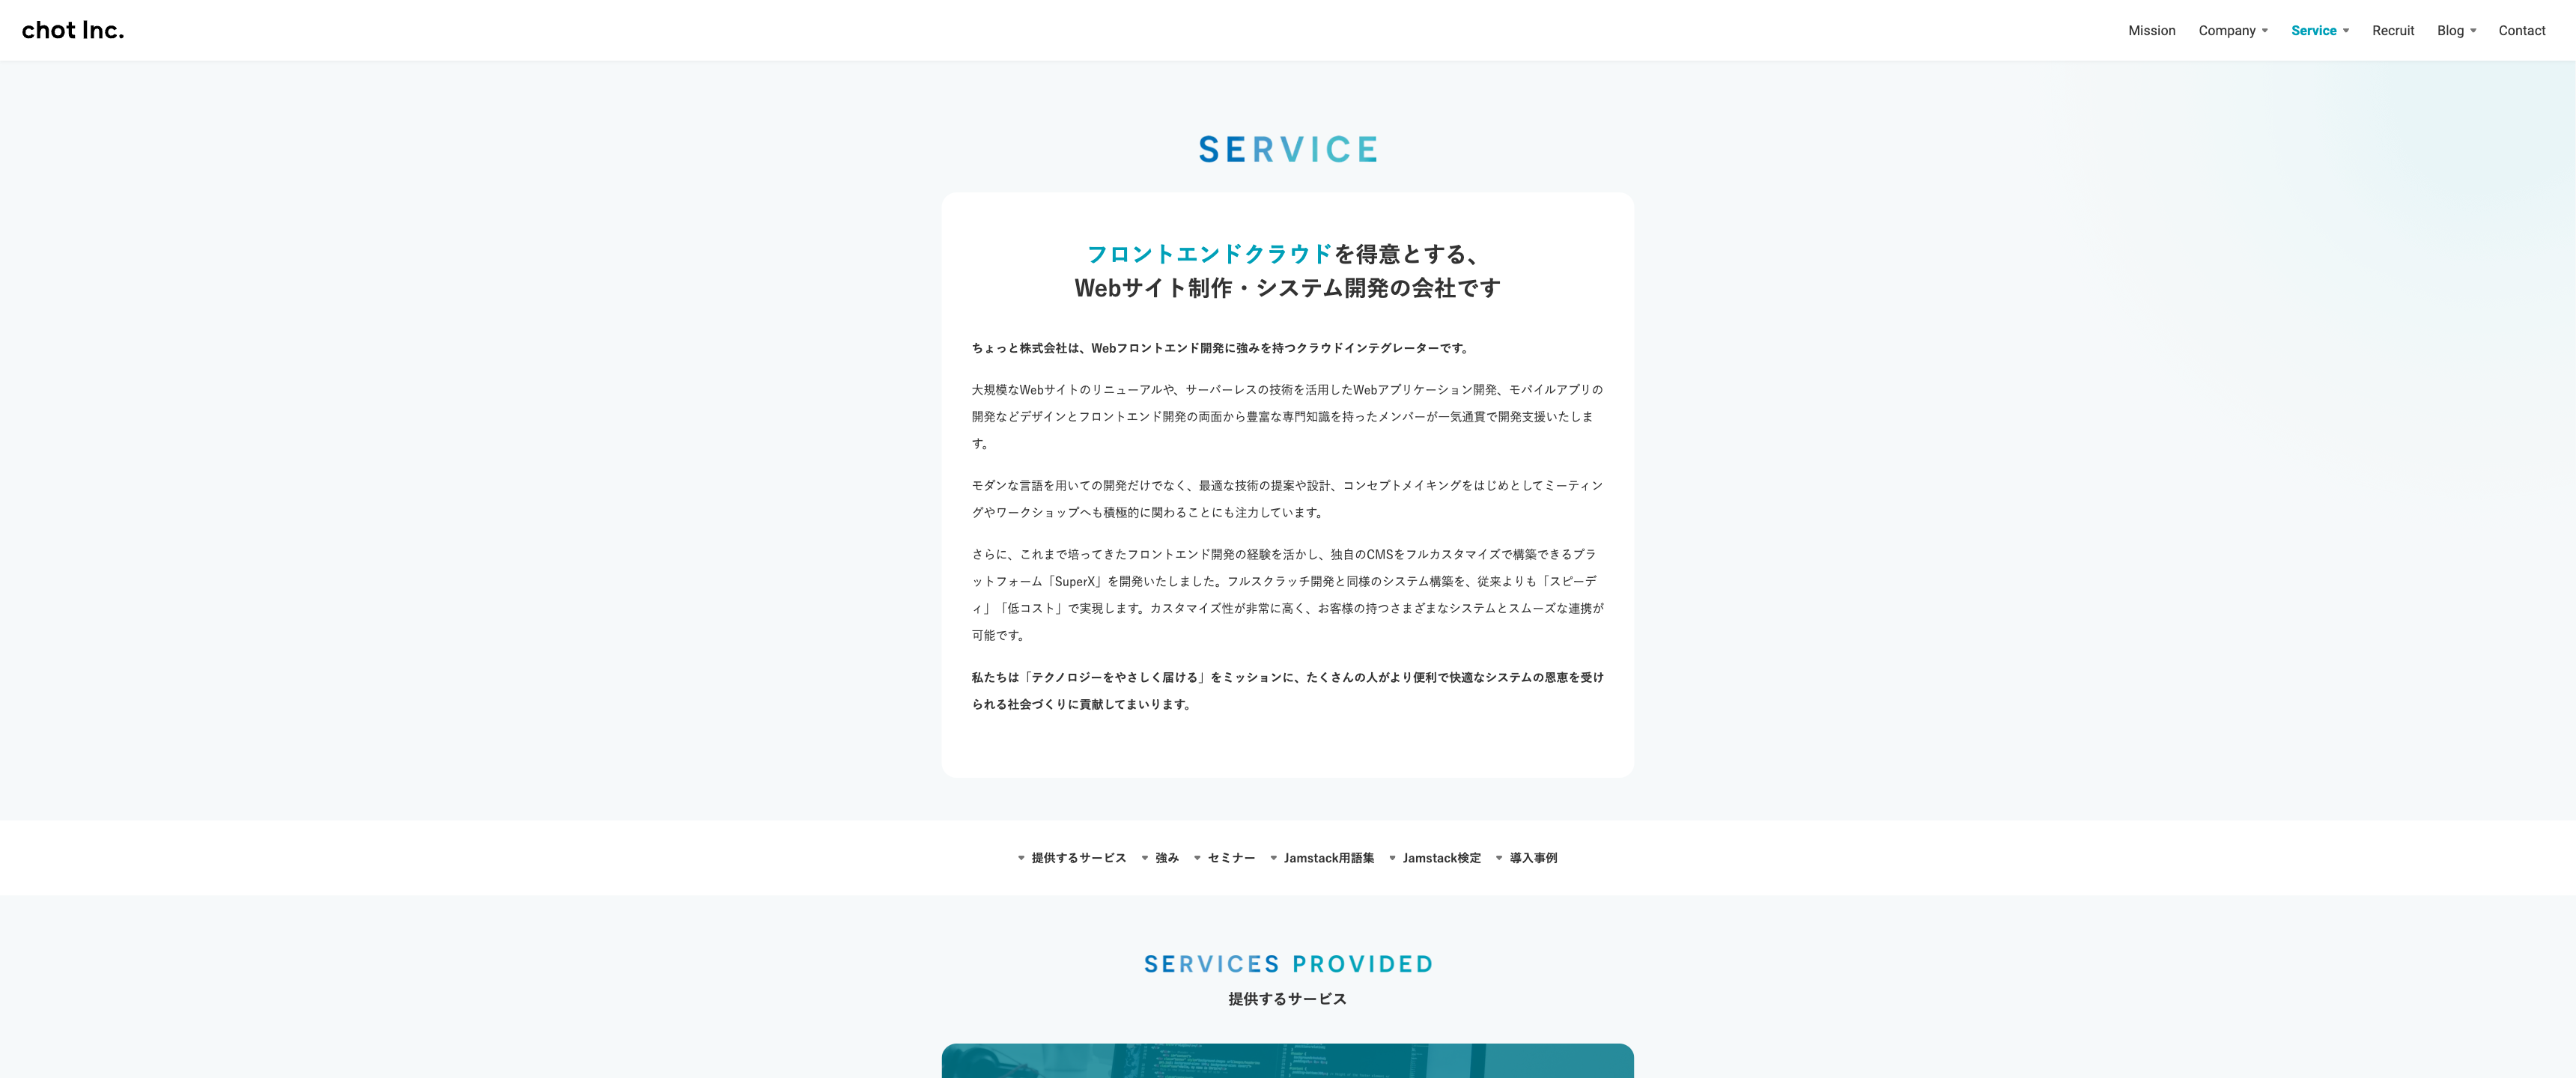 chot Inc.
Mission Company Service Recruit Blog Contact
SERVICE
フロントエンドクラウドを得意とする、
Webサイト制作・システム開発の会社です
ちょっと株式会社は、Webフロントエンド開発に強みを持つクラウドインテグレーターです。
大規模なWebサイトのリニューアルや、サーバーレスの技術を活用したWebアプリケーション開発、モバイルアプリの
開発などデザインとフロントエンド開発の両面から豊富な専門知識を持ったメンバーが一気通貫で開発支援いたしま
す。
モダンな言語を用いての開発だけでなく、最適な技術の提案や設計、コンセプトメイキングをはじめとしてミーティン
グやワークショップへも積極的に関わることにも注力しています。
さらに、これまで培ってきたフロントエンド開発の経験を活かし、独自のCMSをフルカスタマイズで構築できるプラ
ットフォーム「SuperX」を開発いたしました。フルスクラッチ開発と同様のシステム構築を、従来よりも「スピーデ
ィ」「低コスト」で実現します。カスタマイズ性が非常に高く、お客様の持つさまざまなシステムとスムーズな連携が
可能です。
私たちは「テクノロジーをやさしく届ける」をミッションに、たくさんの人がより便利で快適なシステムの恩恵を受け
られる社会づくりに貢献してまいります。
提供するサービス 強み セミナー Jamstack用語集 Jamstack検定 導入事例
SERVICES PROVIDED
提供するサービス